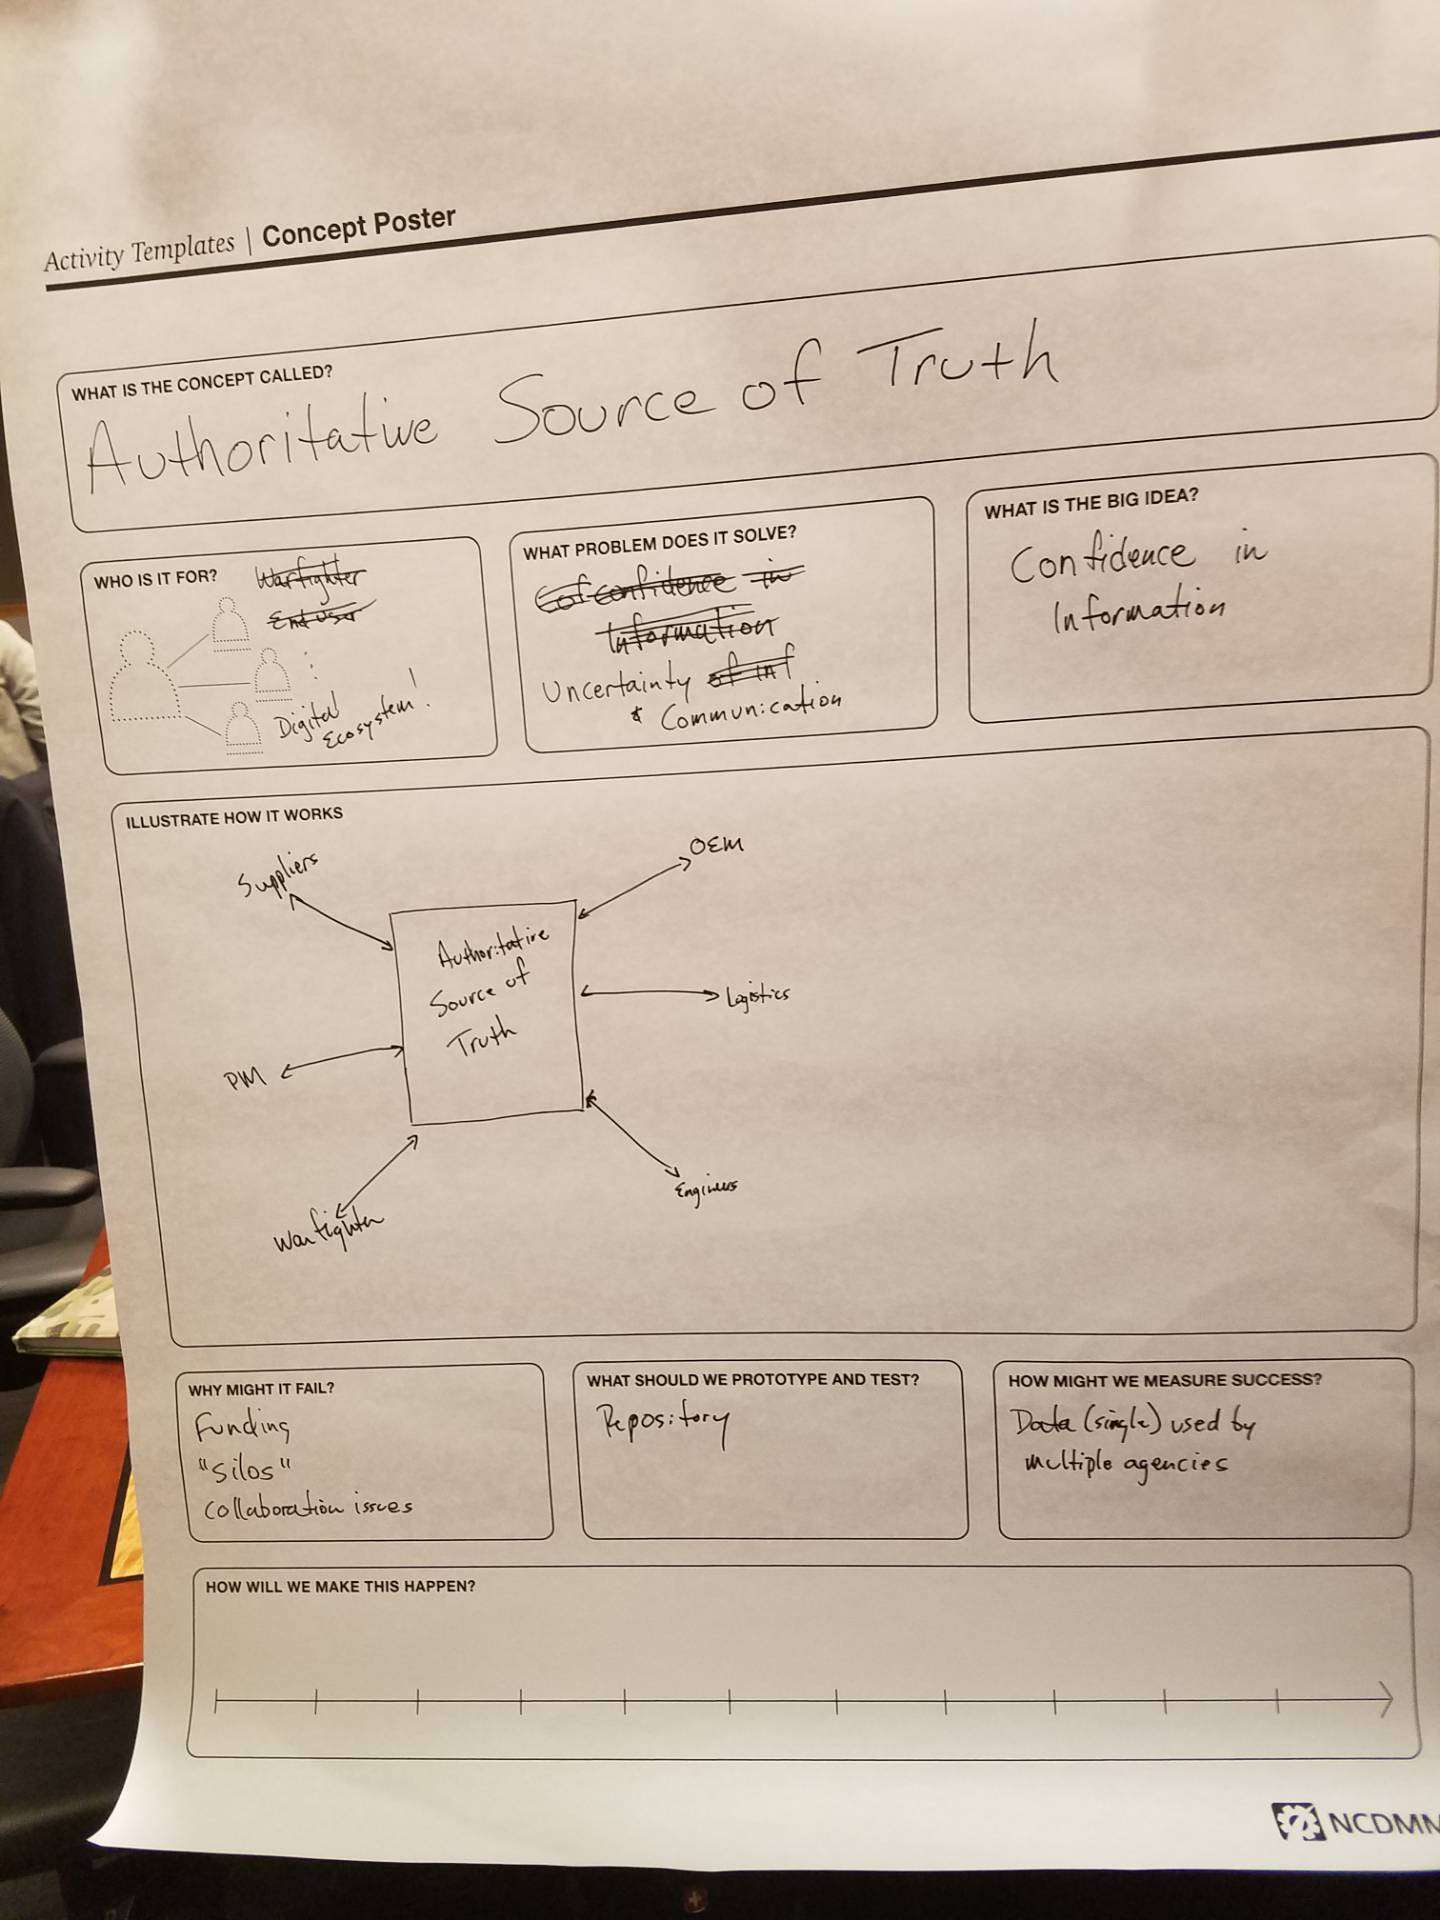 Activity Templates | Concept Poster
WHAT IS THE CONCEPT CALLED?
Authoritative Source of Truth
WHO IS IT FOR?
Warfighter
End user
Digital
Ecosystem!
WHAT PROBLEM DOES IT SOLVE?
Confidence in
Information
Uncertainty of inf
& Communication
WHAT IS THE BIG IDEA?
Confidence in
Information
ILLUSTRATE HOW IT WORKS
Suppliers
OEM
Authoritative
Source of
Truth
Logistics
PM
Engineers
Warfighter
WHY MIGHT IT FAIL?
Funding
"Silos"
Collaboration issues
WHAT SHOULD WE PROTOTYPE AND TEST?
Repository
HOW MIGHT WE MEASURE SUCCESS?
Data (single) used by
multiple agencies
HOW WILL WE MAKE THIS HAPPEN?
NCDMM